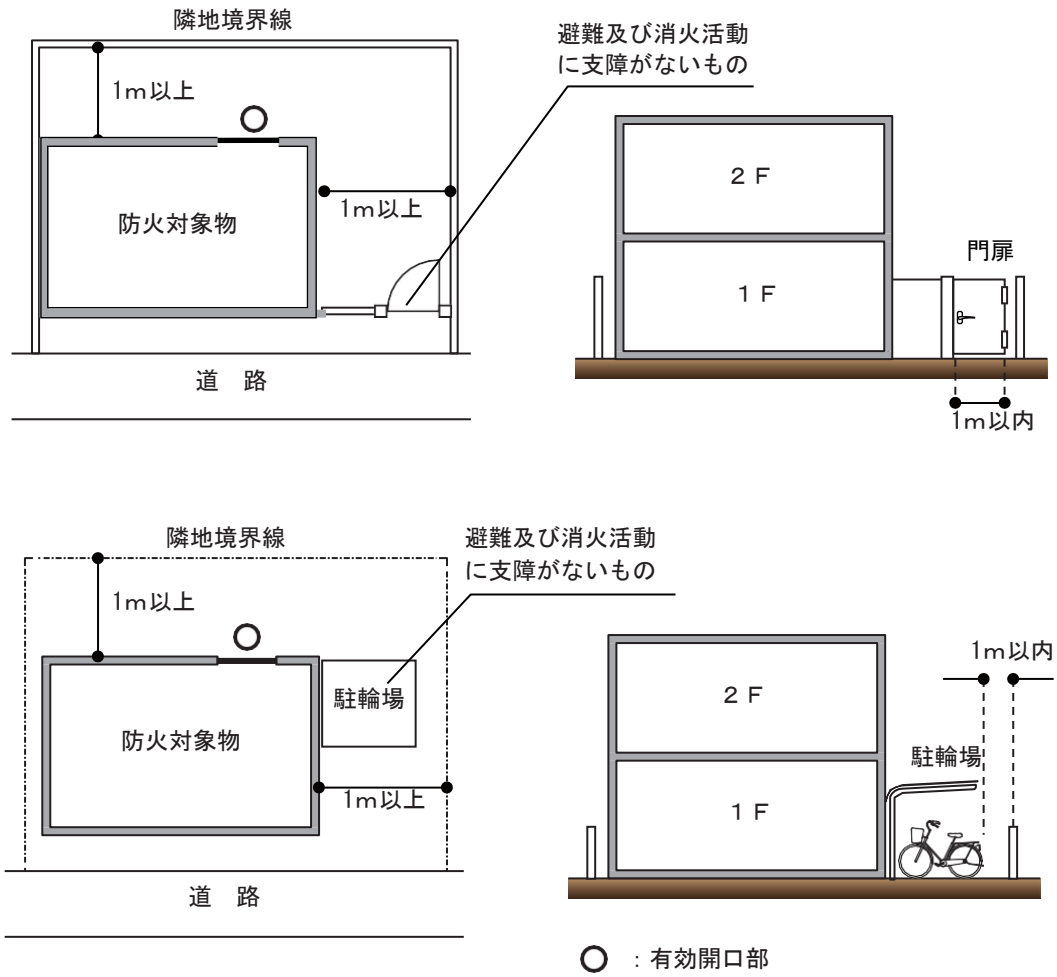 隣地境界線
避難及び消火活動
に支障がないもの
1m以上
2F
防火対象物
1m以上
門扉
1F
道 路
1m以内
隣地境界線
避難及び消火活動
に支障がないもの
1m以上
1m以内
2F
駐輪場
防火対象物
駐輪場
1m以上
1F
道 路
:有効開口部